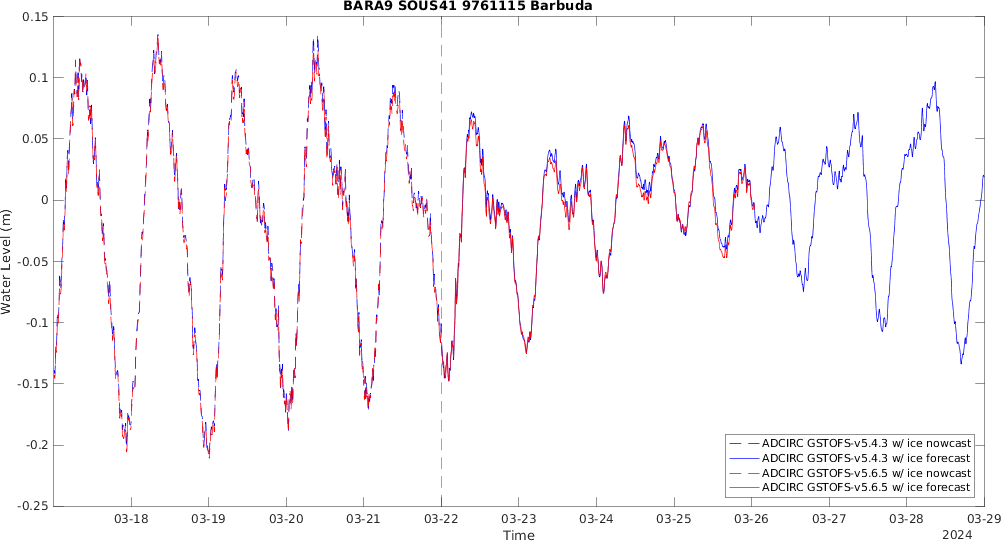 BARA9 SOUS41 9761115 Barbuda
0.15
0.1
0.05
0
-0.05
-0.1
-0.15
-0.2
-0.25
Water Level (m)
ADCIRC GSTOFS-v5.4.3 w/ ice nowcast
ADCIRC GSTOFS-v5.4.3 w/ ice forecast
ADCIRC GSTOFS-v5.6.5 w/ ice nowcast
ADCIRC GSTOFS-v5.6.5 w/ ice forecast
03-18 03-19 03-20 03-21 03-22 03-23 03-24 03-25 03-26 03-27 03-28 03-29
Time
2024